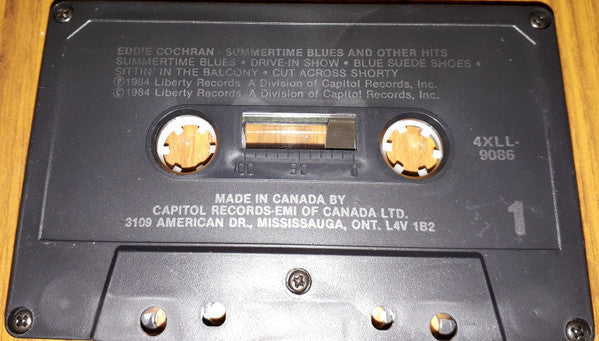 EDDIE COCHRAN · SUMMERTIME BLUES AND OTHER HITS
SUMMERTIME BLUES • DRIVE-IN SHOW • BLUE SUEDE SHOES •
SITTIN' IN THE BALCONY • CUT ACROSS SHORTY
Ⓟ1984 Liberty Records. A Division of Capitol Records, Inc.
©1984 Liberty Records. A Division of Capitol Records, Inc.
100 50 0
4XLL-
9086
MADE IN CANADA BY
CAPITOL RECORDS-EMI OF CANADA LTD.
3109 AMERICAN DR., MISSISSAUGA, ONT. L4V 1B2
1